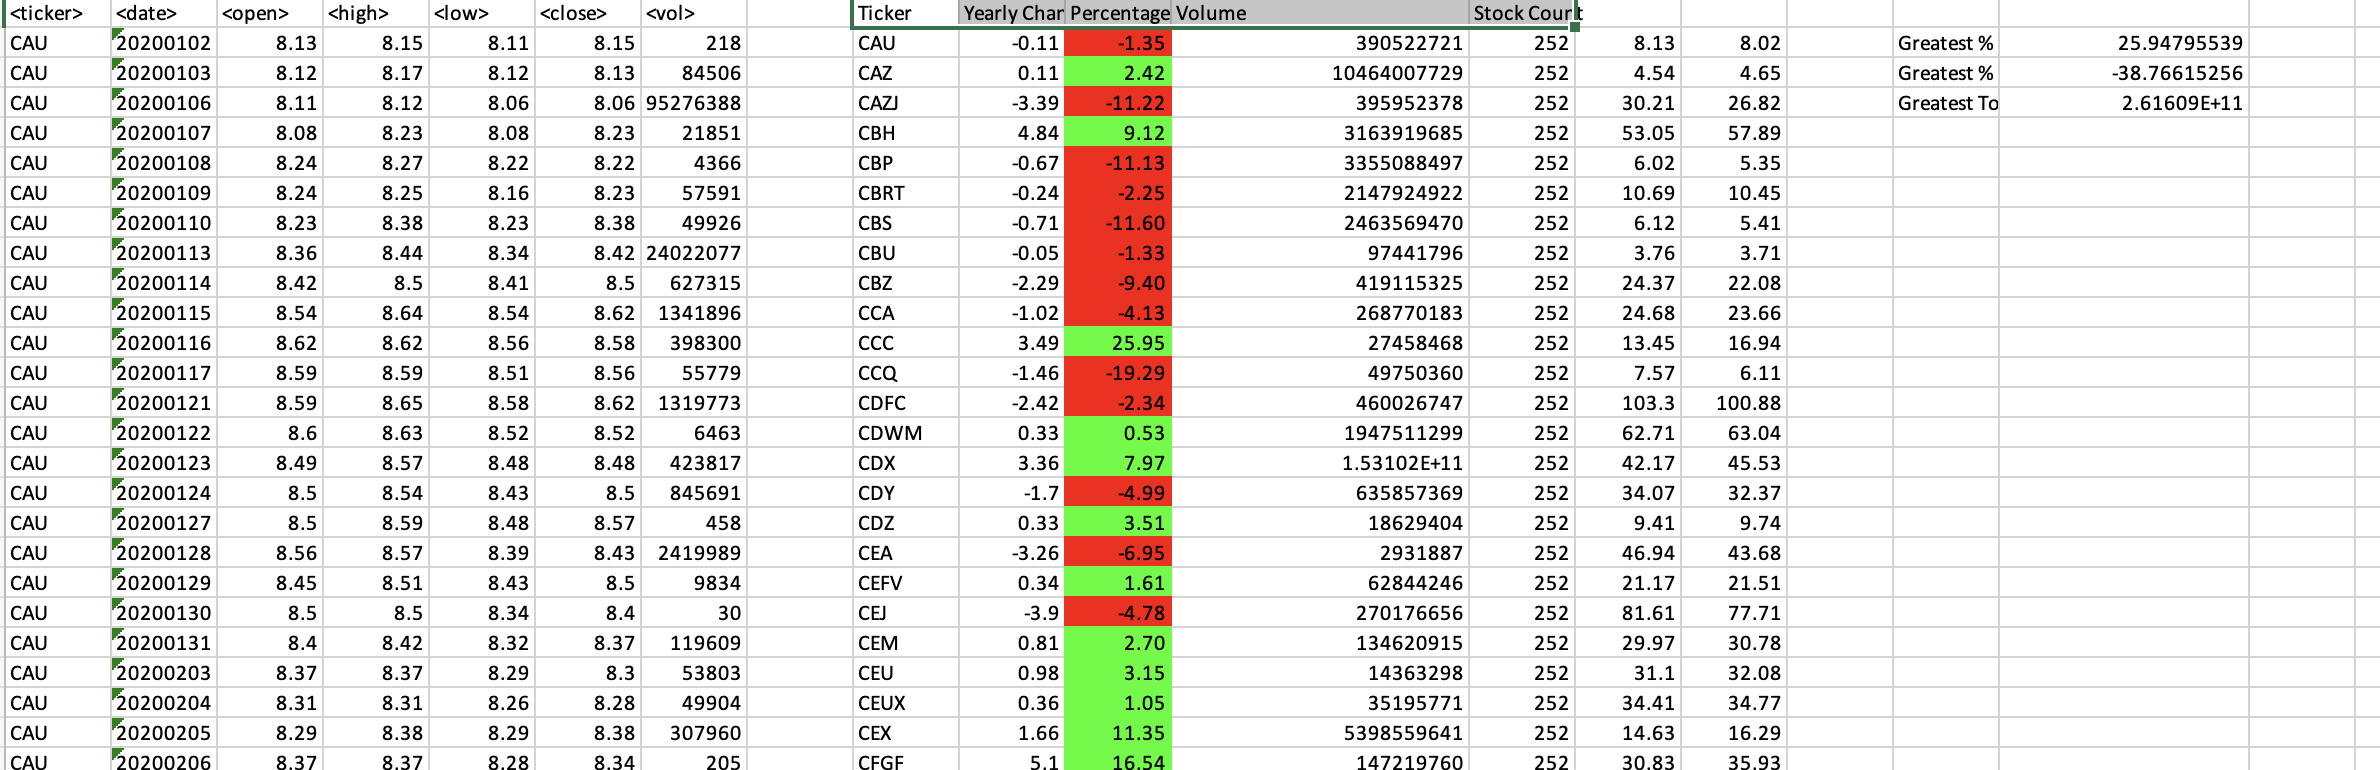 <ticker> <date> <open> <high> <low> <close> <vol> Ticker Yearly Char Percentage Volume Stock Count
CAU 20200102 8.13 8.15 8.11 8.15 218 CAU -0.11 -1.35 390522721 252 8.13 8.02 Greatest % 25.94795539
CAU 20200103 8.12 8.17 8.12 8.13 84506 CAZ 0.11 2.42 10464007729 252 4.54 4.65 Greatest % -38.76615256
CAU 20200106 8.11 8.12 8.06 8.06 95276388 CAZJ -3.39 -11.22 395952378 252 30.21 26.82 Greatest To 2.61609E+11
CAU 20200107 8.08 8.23 8.08 8.23 21851 CBH 4.84 9.12 3163919685 252 53.05 57.89
CAU 20200108 8.24 8.27 8.22 8.22 4366 CBP -0.67 -11.13 3355088497 252 6.02 5.35
CAU 20200109 8.24 8.25 8.16 8.23 57591 CBRT -0.24 -2.25 2147924922 252 10.69 10.45
CAU 20200110 8.23 8.38 8.23 8.38 49926 CBS -0.71 -11.60 2463569470 252 6.12 5.41
CAU 20200113 8.36 8.44 8.34 8.42 24022077 CBU -0.05 -1.33 97441796 252 3.76 3.71
CAU 20200114 8.42 8.5 8.41 8.5 627315 CBZ -2.29 -9.40 419115325 252 24.37 22.08
CAU 20200115 8.54 8.64 8.54 8.62 1341896 CCA -1.02 -4.13 268770183 252 24.68 23.66
CAU 20200116 8.62 8.62 8.56 8.58 398300 CCC 3.49 25.95 27458468 252 13.45 16.94
CAU 20200117 8.59 8.59 8.51 8.56 55779 CCQ -1.46 -19.29 49750360 252 7.57 6.11
CAU 20200121 8.59 8.65 8.58 8.62 1319773 CDFC -2.42 -2.34 460026747 252 103.3 100.88
CAU 20200122 8.6 8.63 8.52 8.52 6463 CDWM 0.33 0.53 1947511299 252 62.71 63.04
CAU 20200123 8.49 8.57 8.48 8.48 423817 CDX 3.36 7.97 1.53102E+11 252 42.17 45.53
CAU 20200124 8.5 8.54 8.43 8.5 845691 CDY -1.7 -4.99 635857369 252 34.07 32.37
CAU 20200127 8.5 8.59 8.48 8.57 458 CDZ 0.33 3.51 18629404 252 9.41 9.74
CAU 20200128 8.56 8.57 8.39 8.43 2419989 CEA -3.26 -6.95 2931887 252 46.94 43.68
CAU 20200129 8.45 8.51 8.43 8.5 9834 CEFV 0.34 1.61 62844246 252 21.17 21.51
CAU 20200130 8.5 8.5 8.34 8.4 30 CEJ -3.9 -4.78 270176656 252 81.61 77.71
CAU 20200131 8.4 8.42 8.32 8.37 119609 CEM 0.81 2.70 134620915 252 29.97 30.78
CAU 20200203 8.37 8.37 8.29 8.3 53803 CEU 0.98 3.15 14363298 252 31.1 32.08
CAU 20200204 8.31 8.31 8.26 8.28 49904 CEUX 0.36 1.05 35195771 252 34.41 34.77
CAU 20200205 8.29 8.38 8.29 8.38 307960 CEX 1.66 11.35 5398559641 252 14.63 16.29
CAU 20200206 8.37 8.37 8.28 8.34 205 CFGF 5.1 16.54 147219760 252 30.83 35.93